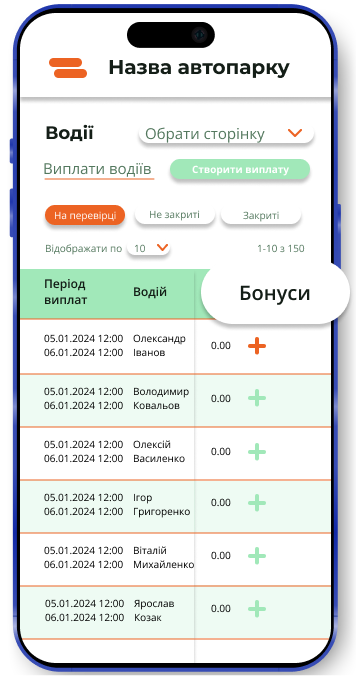 Назва автопарку
Водії
Обрати сторінку
Виплати водіїв
Створити виплату
На перевірці
Не закриті
Закриті
Відображати по 10
1-10 з 150
Період виплат
Водій
Бонуси
05.01.2024 12:00 Олександр 0.00
06.01.2024 12:00 Іванов
05.01.2024 12:00 Володимир 0.00
06.01.2024 12:00 Ковальов
05.01.2024 12:00 Олексій 0.00
06.01.2024 12:00 Василенко
05.01.2024 12:00 Ігор 0.00
06.01.2024 12:00 Григоренко
05.01.2024 12:00 Віталій 0.00
06.01.2024 12:00 Михайленко
05.01.2024 12:00 Ярослав 0.00
06.01.2024 12:00 Козак